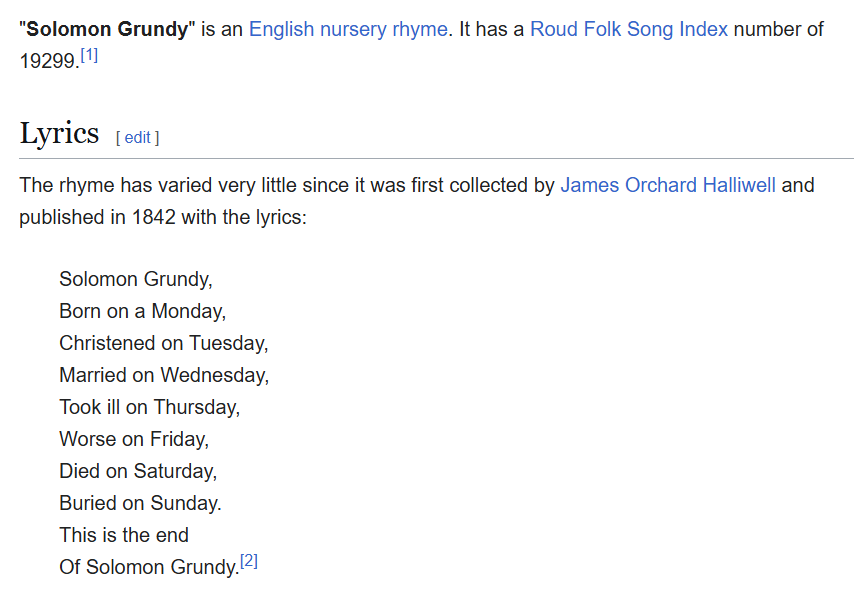 "Solomon Grundy" is an English nursery rhyme. It has a Roud Folk Song Index number of
19299.[1]
Lyrics [ edit ]
The rhyme has varied very little since it was first collected by James Orchard Halliwell and
published in 1842 with the lyrics:
Solomon Grundy,
Born on a Monday,
Christened on Tuesday,
Married on Wednesday,
Took ill on Thursday,
Worse on Friday,
Died on Saturday,
Buried on Sunday.
This is the end
Of Solomon Grundy.[2]